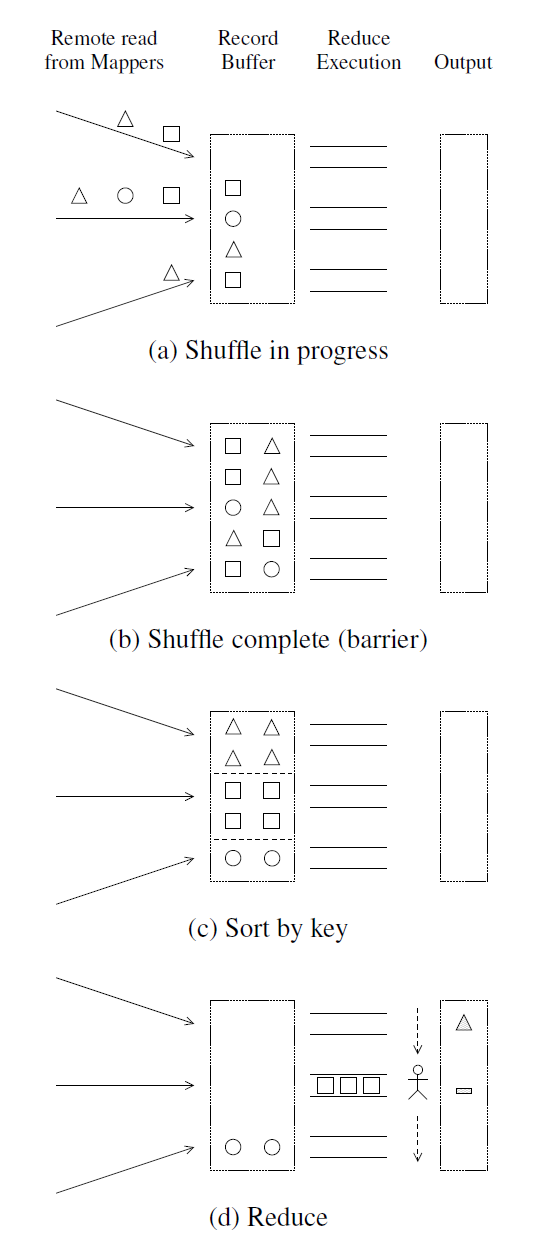 Remote read
from Mappers
Record
Buffer
Reduce
Execution
Output
(a) Shuffle in progress
(b) Shuffle complete (barrier)
(c) Sort by key
(d) Reduce